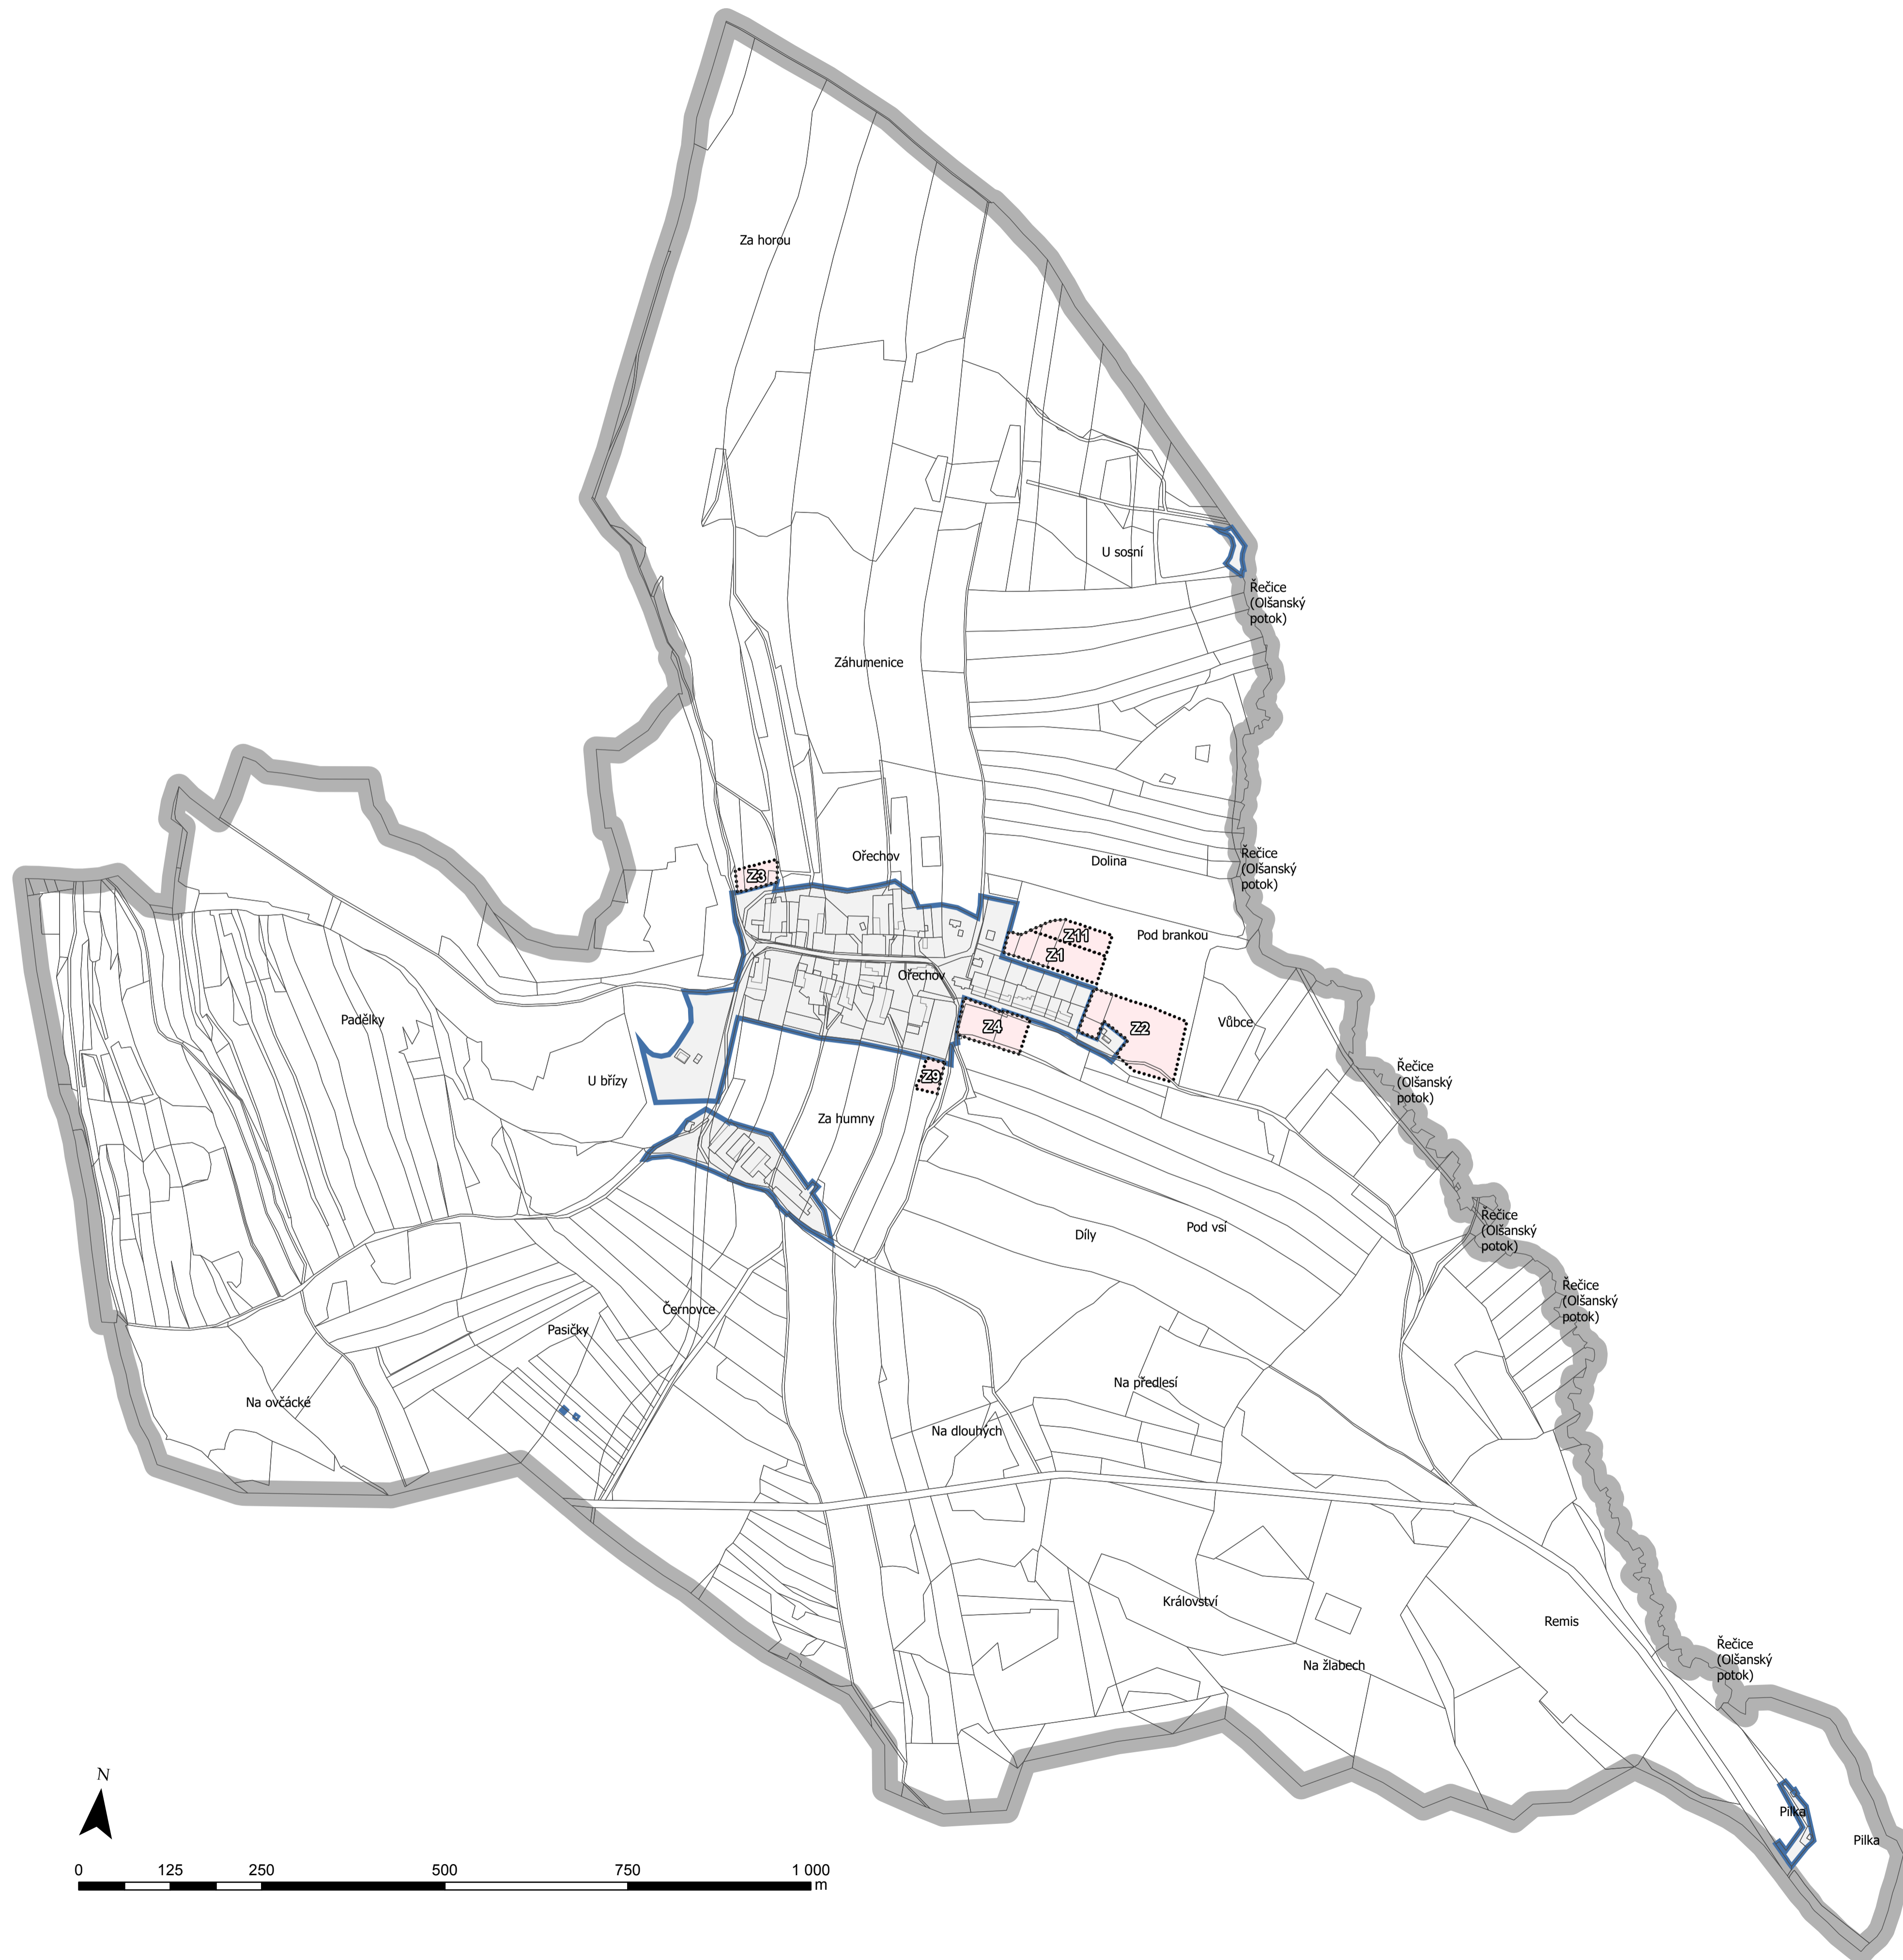 Za horou
U sosní
Řečice
(Olšanský
potok)
Záhumenice
Ořechov
Dolina
Řečice
(Olšanský
potok)
Z3
Z11
Pod brankou
Z1
Ořechov
Padělky
Z4
Z2
Vůbce
U břízy
Z9
Řečice
(Olšanský
potok)
Za humny
Díly
Pod vsí
Řečice
(Olšanský
potok)
Černovce
Pasičky
Řečice
(Olšanský
potok)
Na ovčácké
Na předlesí
Na dlouhých
Království
Remis
Na žlabech
Řečice
(Olšanský
potok)
Pilka
Pilka
N
0 125 250 500 750 1 000
m